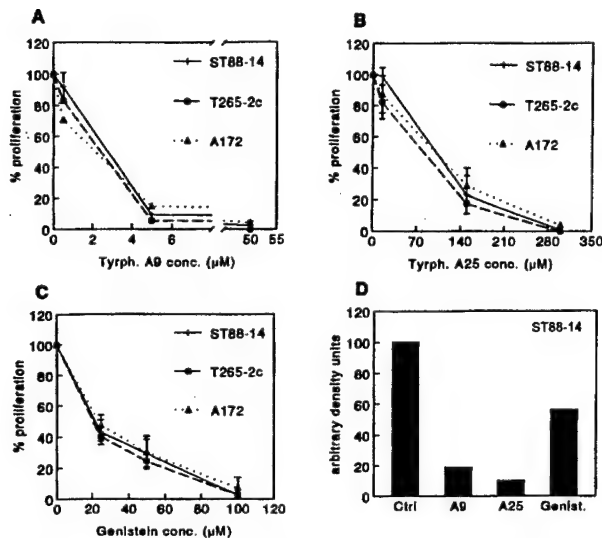 A
120
100
80
60
40
20
0
% proliferation
ST88-14
T265-2c
A172
0 2 4 6 50 55
Tyrph. A9 conc. (µM)
B
120
100
80
60
40
20
0
% proliferation
ST88-14
T265-2c
A172
0 70 140 210 280 350
Tyrph. A25 conc. (µM)
C
120
100
80
60
40
20
0
% proliferation
ST88-14
T265-2c
A172
0 20 40 60 80 100 120
Genistein conc. (µM)
D
ST88-14
120
100
80
60
40
20
0
arbitrary density units
Ctrl A9 A25 Genist.